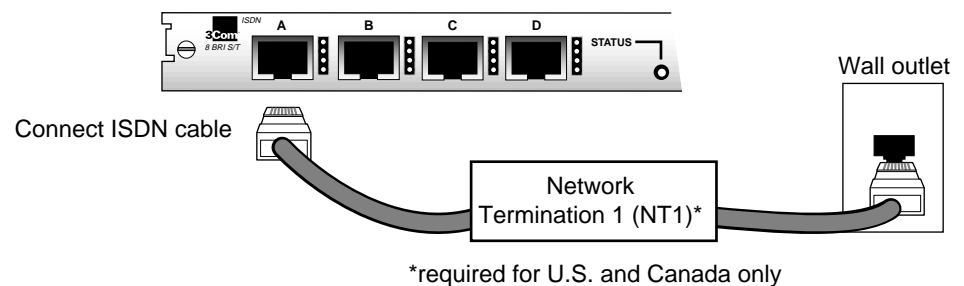 ISDN
3Com
8 BRI S/T
A B C D
STATUS
Wall outlet
Connect ISDN cable
Network
Termination 1 (NT1)*
*required for U.S. and Canada only